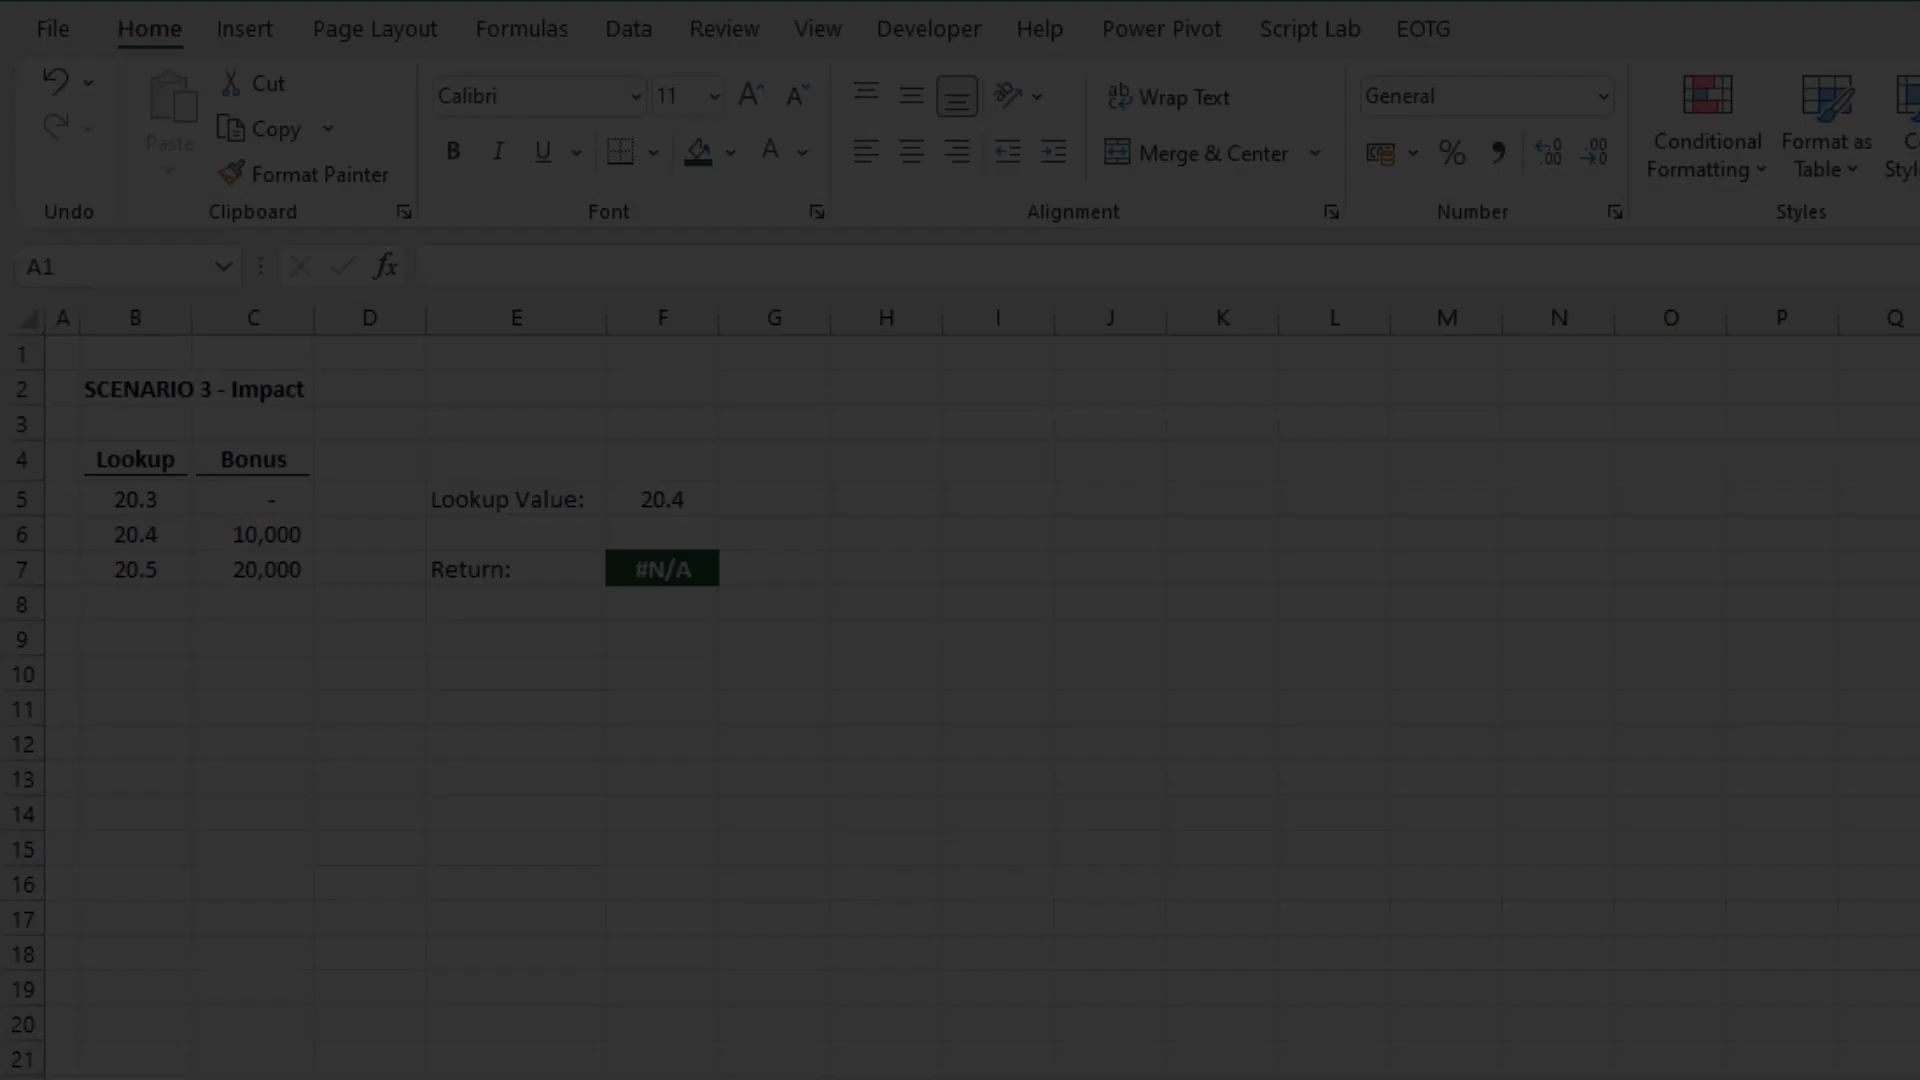 File Home Insert Page Layout Formulas Data Review View Developer Help Power Pivot Script Lab EOTG
Paste
Cut
Copy
Format Painter
Calibri 11 A A
B I U A
ab Wrap Text
Merge & Center
General
% 9 .00 .00
Conditional Formatting
Format as Table
Undo Clipboard Font Alignment Number Styles
A1 fx
A B C D E F G H I J K L M N O P Q
1
2 SCENARIO 3 - Impact
3
4 Lookup Bonus
5 20.3 - Lookup Value: 20.4
6 20.4 10,000
7 20.5 20,000 Return: #N/A
8
9
10
11
12
13
14
15
16
17
18
19
20
21